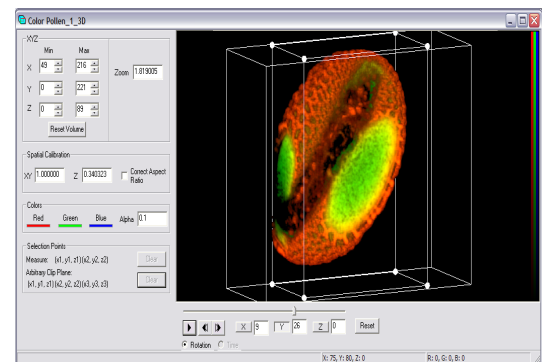 Color Pollen_1_3D
XYZ
Min Max
X 49 216
Zoom 1.819005
Y 0 221
Z 0 89
Reset Volume
Spatial Calibration
XY 1.000000 Z 0.340323 Correct Aspect Ratio
Colors
Red Green Blue Alpha 0.1
Selection Points
Measure: (x1, y1, z1)(x2, y2, z2) Clear
Arbitrary Clip Plane:
(x1, y1, z1)(x2, y2, z2)(x3, y3, z3) Clear
X 9 Y 26 Z 0 Reset
Rotation Time
X: 75, Y: 80, Z: 0 R: 0, G: 0, B: 0